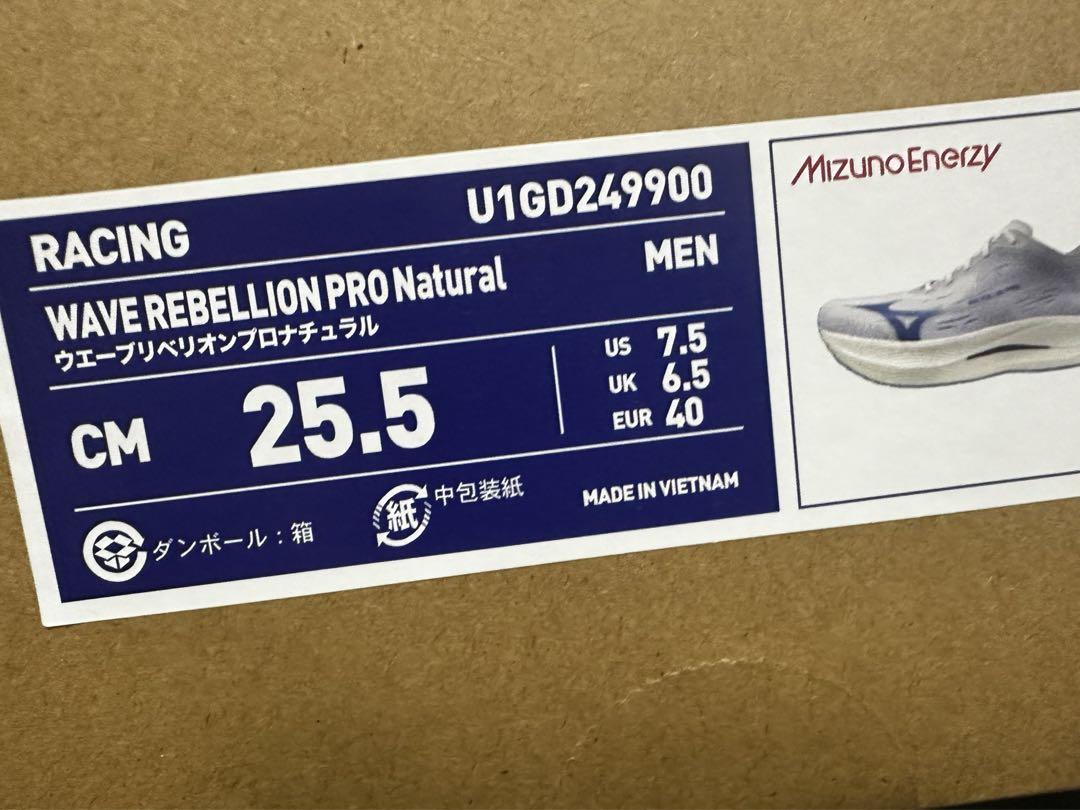 RACING
U1GD249900
WAVE REBELLION PRO Natural
MEN
ウエーブリベリオンプロナチュラル
CM 25.5
US 7.5
UK 6.5
EUR 40
ダンボール：箱
紙 中包装紙
MADE IN VIETNAM
Mizuno Enerzy